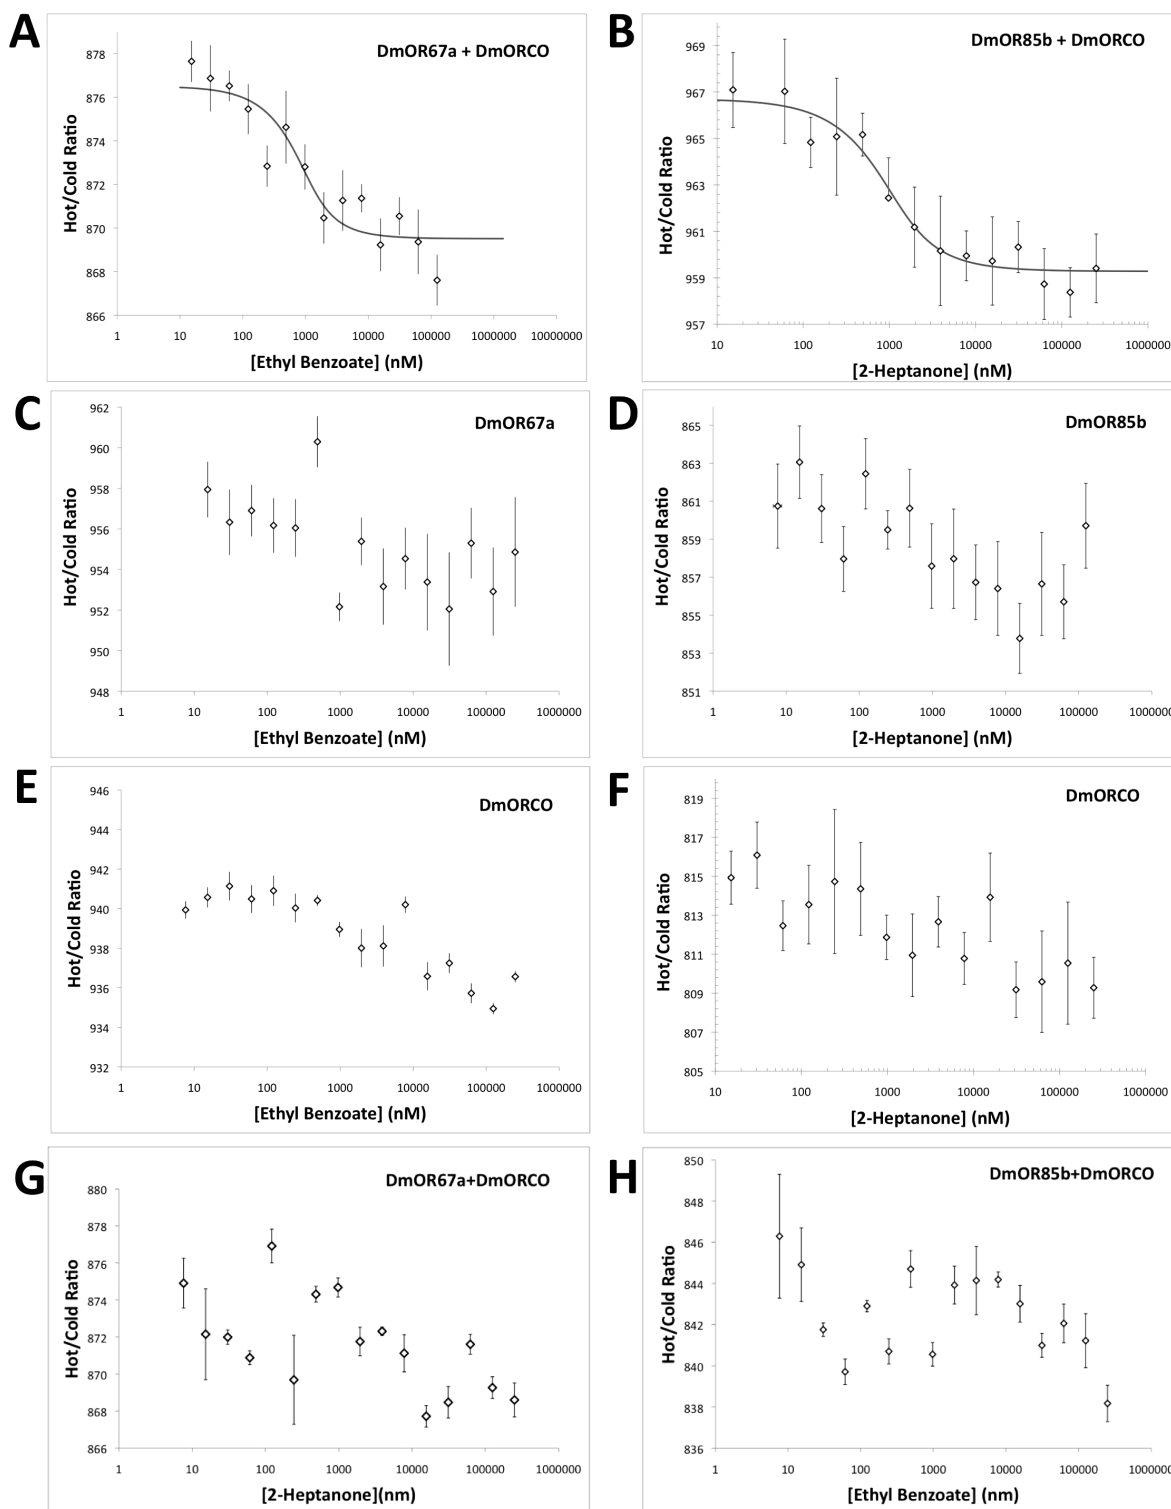 A
DmOR67a + DmORCO
Hot/Cold Ratio
878
876
874
872
870
868
866
1 10 100 1000 10000 100000 1000000 10000000
[Ethyl Benzoate] (nM)
B
DmOR85b + DmORCO
Hot/Cold Ratio
969
967
965
963
961
959
957
10 100 1000 10000 100000 1000000
[2-Heptanone] (nM)
C
DmOR67a
Hot/Cold Ratio
962
960
958
956
954
952
950
948
1 10 100 1000 10000 100000 1000000
[Ethyl Benzoate] (nM)
D
DmOR85b
Hot/Cold Ratio
865
863
861
859
857
855
853
851
1 10 100 1000 10000 100000 1000000
[2-Heptanone] (nM)
E
DmORCO
Hot/Cold Ratio
946
944
942
940
938
936
934
932
1 10 100 1000 10000 100000 1000000
[Ethyl Benzoate] (nM)
F
DmORCO
Hot/Cold Ratio
819
817
815
813
811
809
807
805
10 100 1000 10000 100000 1000000
[2-Heptanone] (nM)
G
DmOR67a+DmORCO
Hot/Cold Ratio
880
878
876
874
872
870
868
866
1 10 100 1000 10000 100000 1000000
[2-Heptanone](nm)
H
DmOR85b+DmORCO
Hot/Cold Ratio
850
848
846
844
842
840
838
836
1 10 100 1000 10000 100000 1000000
[Ethyl Benzoate] (nm)